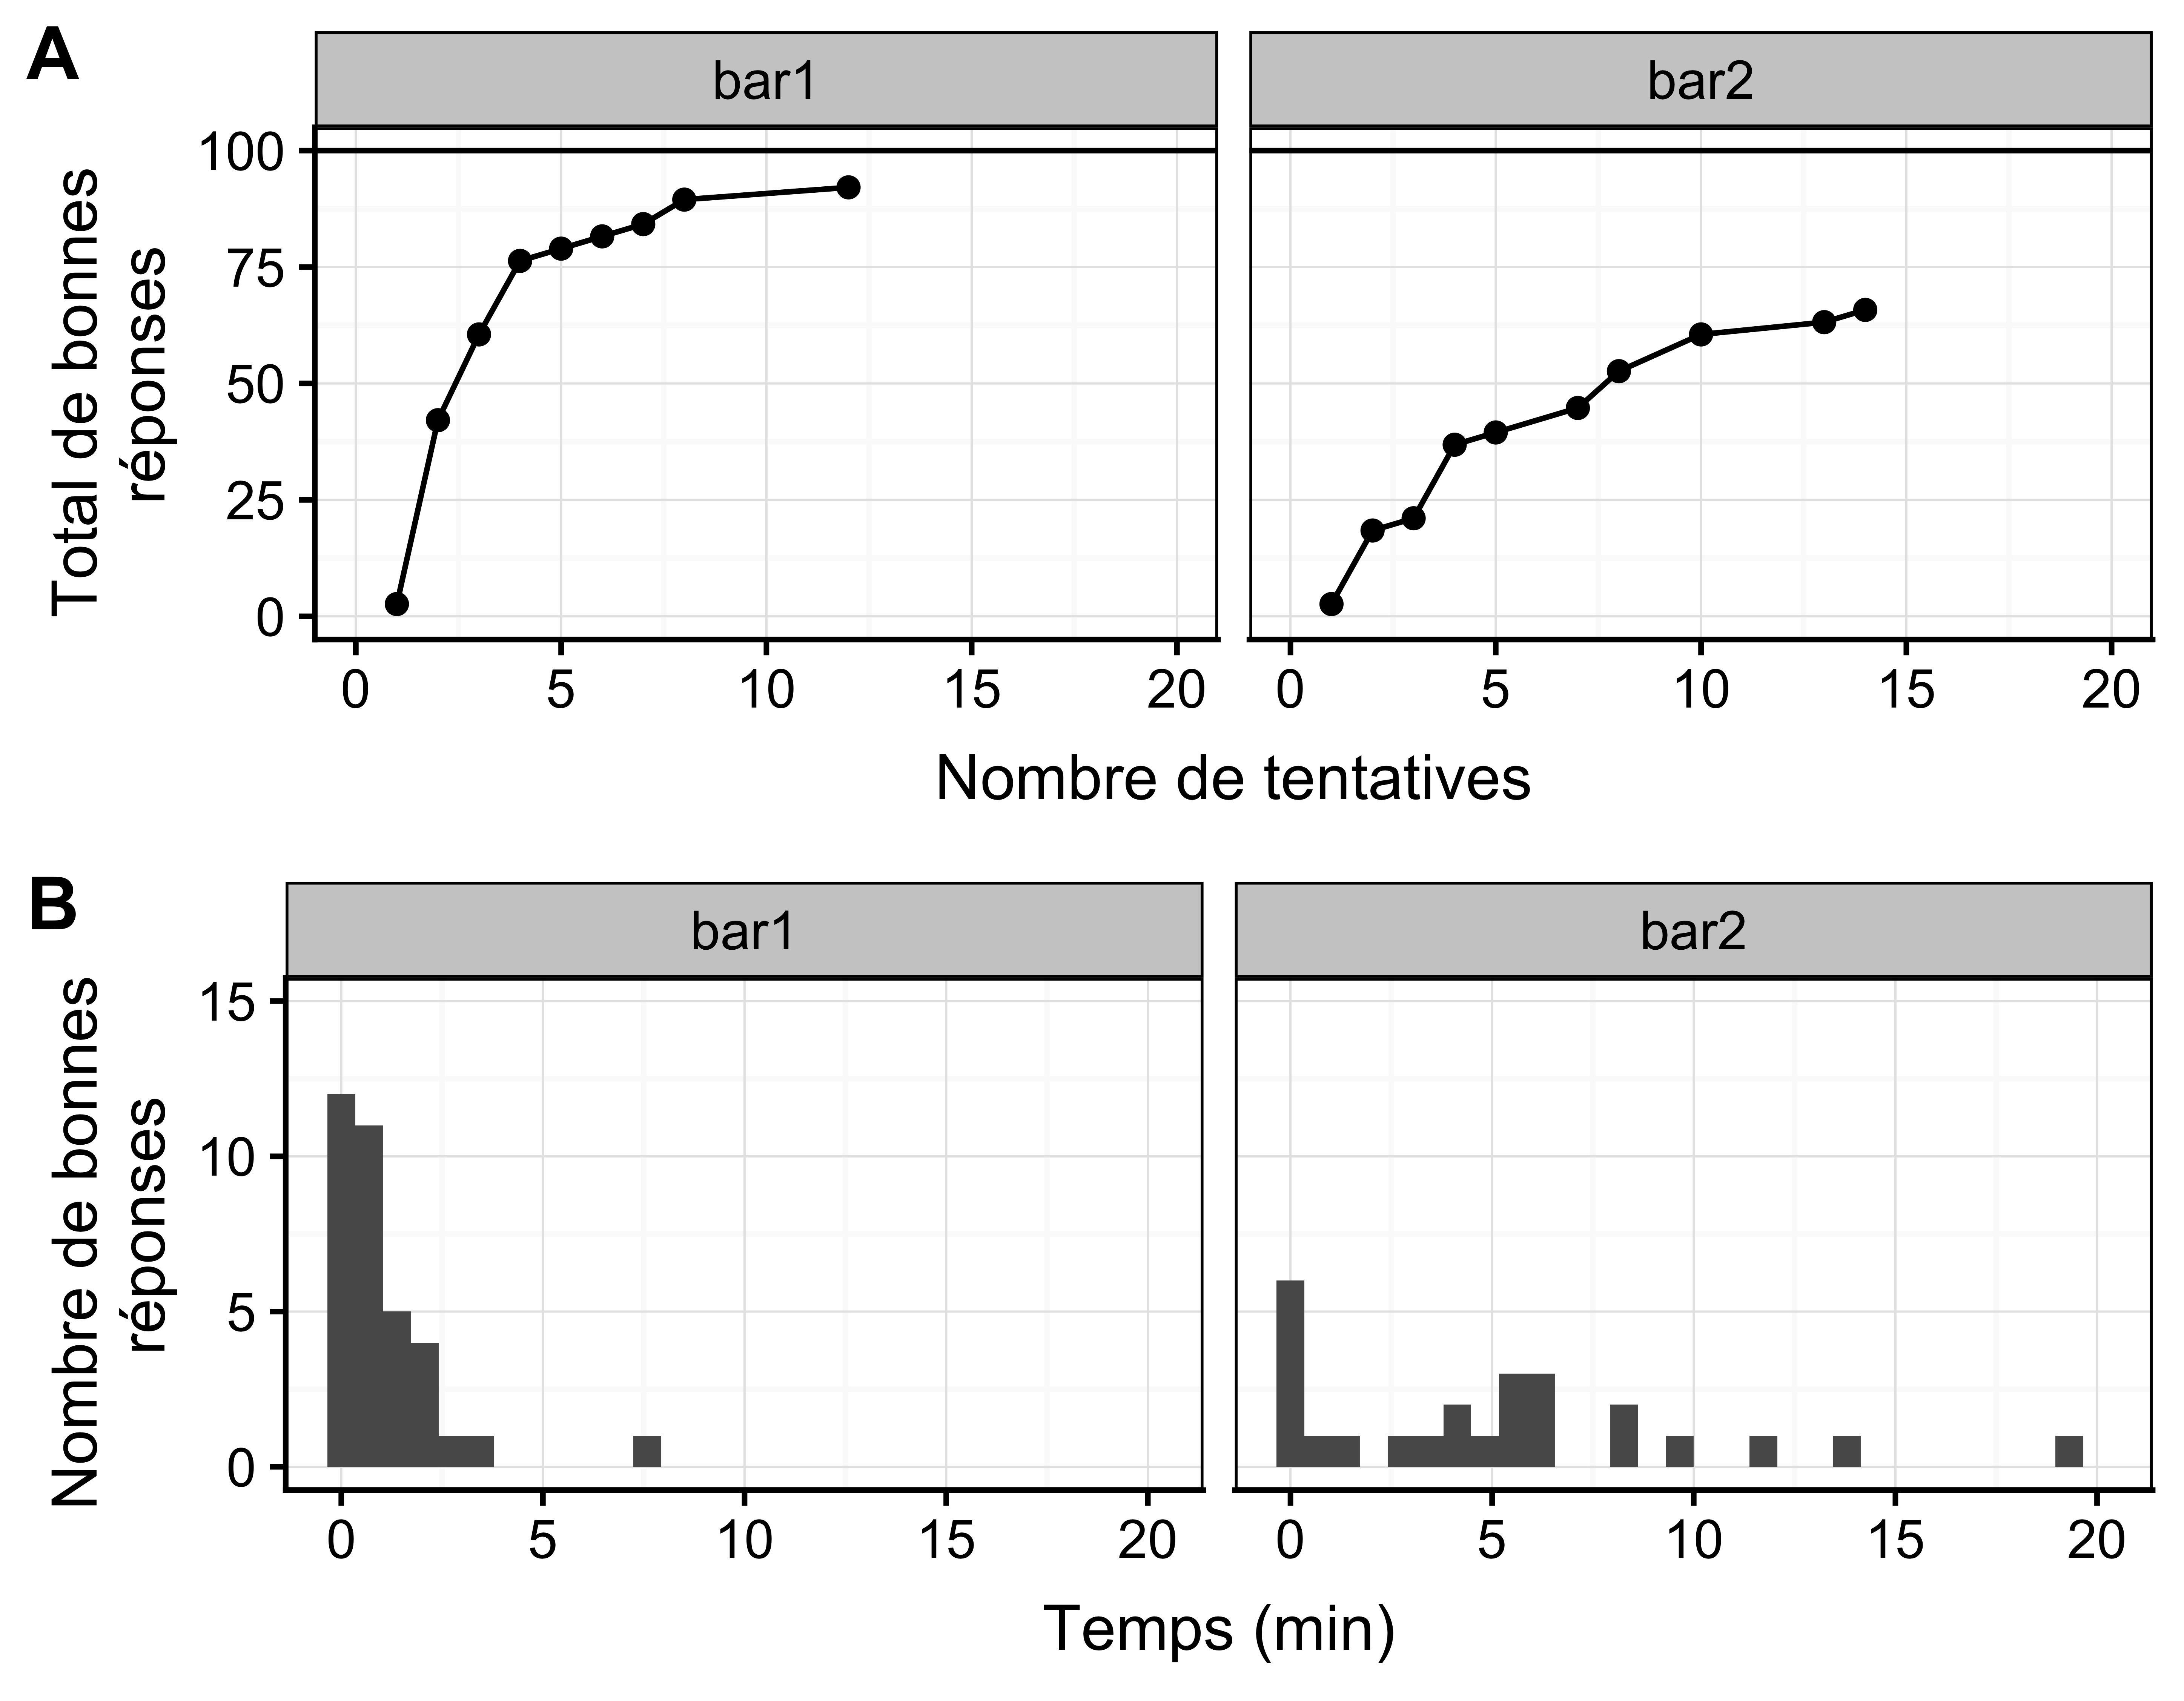 A
bar1
bar2
Total de bonnes
réponses
100
75
50
25
0
0 5 10 15 20
0 5 10 15 20
Nombre de tentatives
B
bar1
bar2
Nombre de bonnes
réponses
15
10
5
0
0 5 10 15 20
0 5 10 15 20
Temps (min)